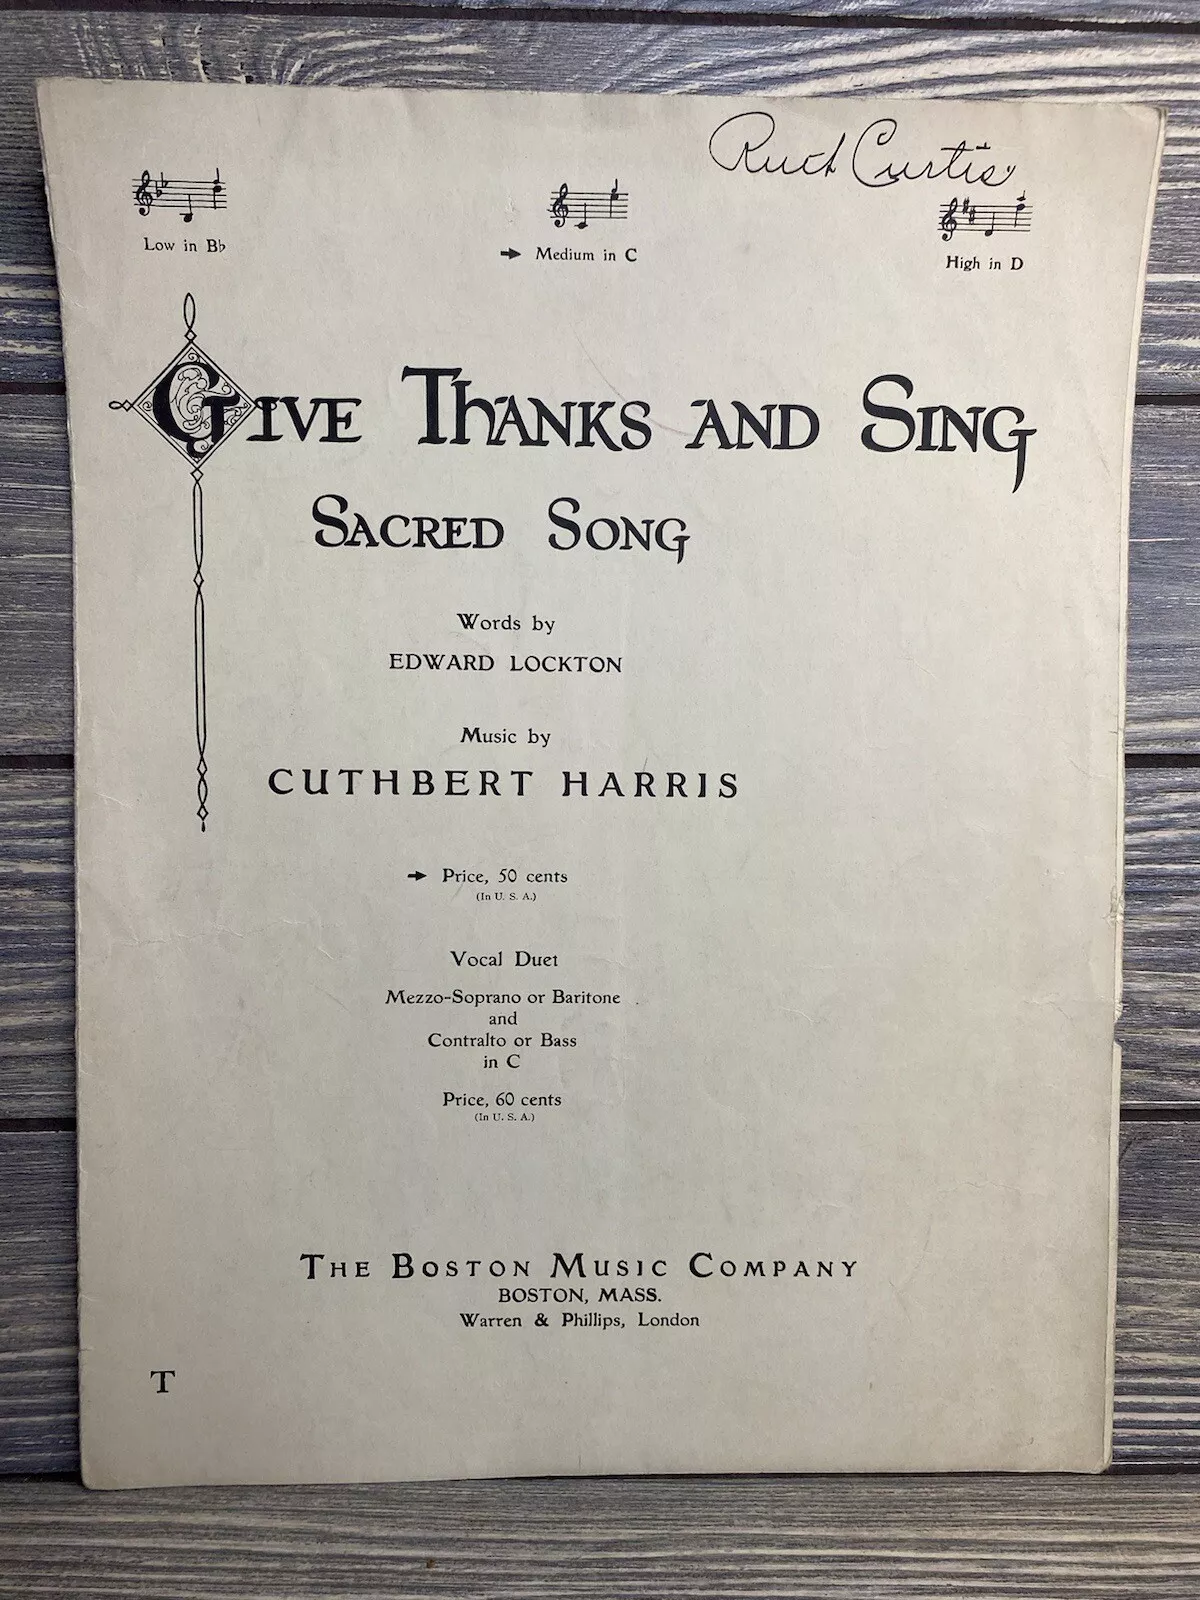 Ruth Curtis
Low in B♭
→ Medium in C
High in D
GIVE THANKS AND SING
SACRED SONG
Words by
EDWARD LOCKTON
Music by
CUTHBERT HARRIS
→ Price, 50 cents
(In U. S. A.)
Vocal Duet
Mezzo-Soprano or Baritone
and
Contralto or Bass
in C
Price, 60 cents
(In U. S. A.)
THE BOSTON MUSIC COMPANY
BOSTON, MASS.
Warren & Phillips, London
T